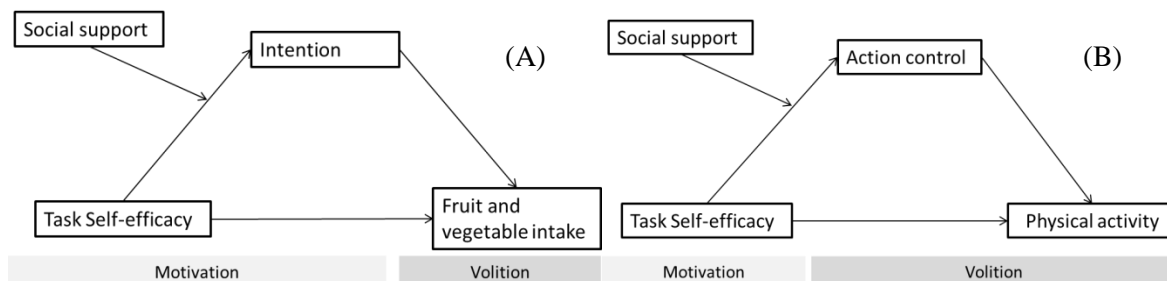 Social support
Intention
(A)
Task Self-efficacy
Fruit and
vegetable intake
Motivation
Volition
Social support
Action control
(B)
Task Self-efficacy
Physical activity
Motivation
Volition